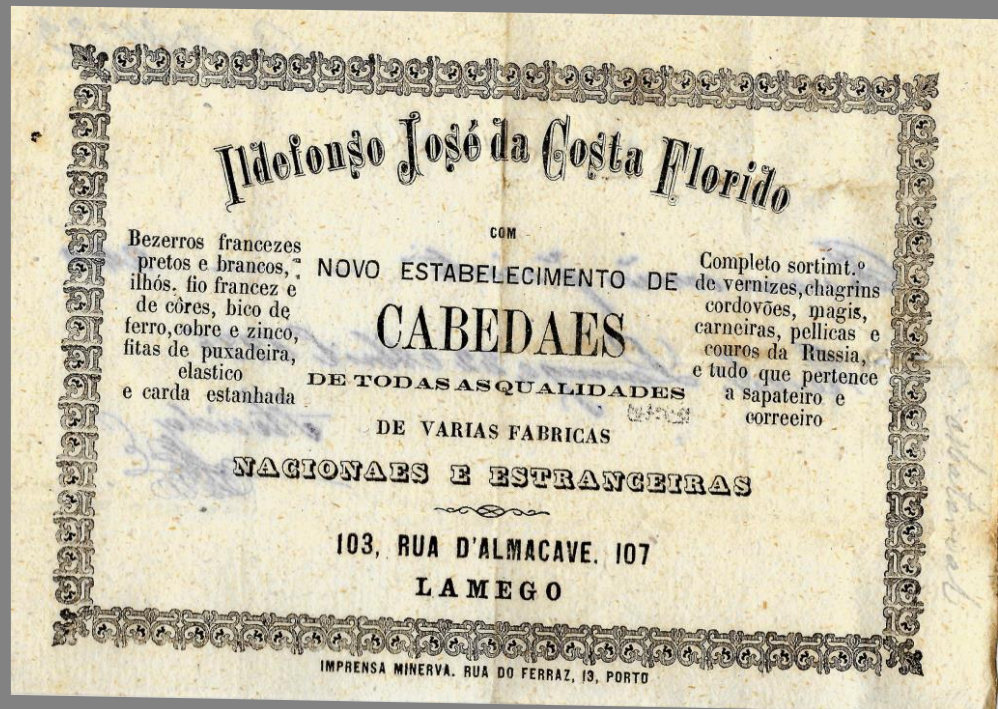 Ildefonso José da Costa Florido
COM
Bezerros francezes
pretos e brancos,
ilhós. fio francez e
de côres, bico de
ferro, cobre e zinco,
fitas de puxadeira,
elastico
e carda estanhada
NOVO ESTABELECIMENTO DE
CABEDAES
DE TODAS AS QUALIDADES
DE VARIAS FABRICAS
Completo sortimt.º
de vernizes, chagrins
cordovões, magis,
carneiras, pellicas e
couros da Russia,
e tudo que pertence
a sapateiro e
correeiro
NACIONAES E ESTRANGEIRAS
103, RUA D'ALMACAVE. 107
LAMEGO
IMPRENSA MINERVA. RUA DO FERRAZ, 13, PORTO